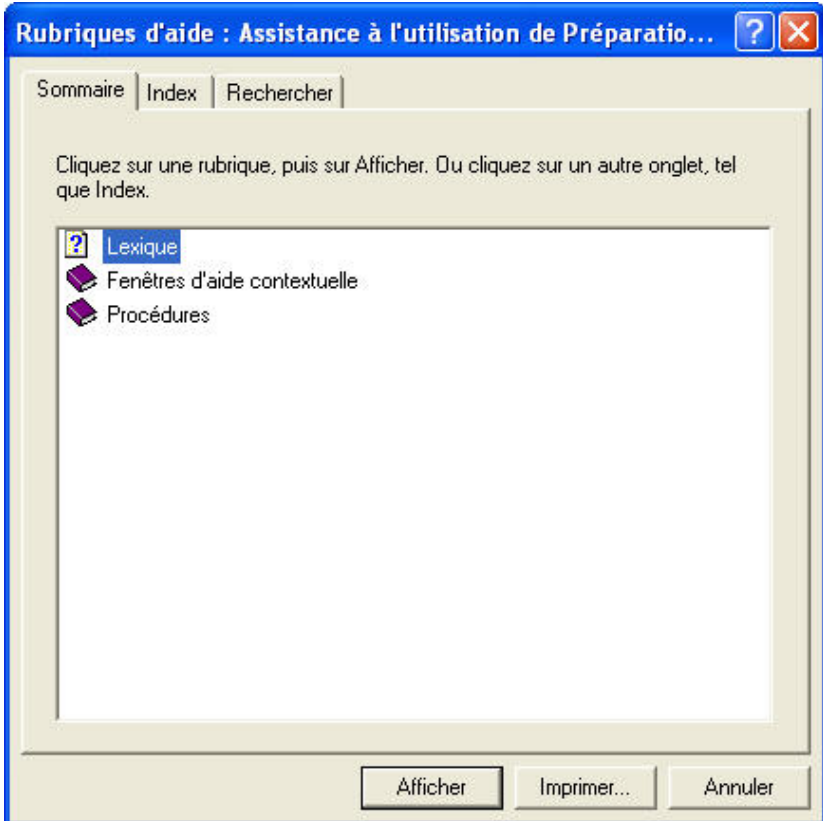 Rubriques d'aide : Assistance à l'utilisation de Préparatio...
Sommaire Index Rechercher
Cliquez sur une rubrique, puis sur Afficher. Ou cliquez sur un autre onglet, tel
que Index.
Lexique
Fenêtres d'aide contextuelle
Procédures
Afficher Imprimer... Annuler